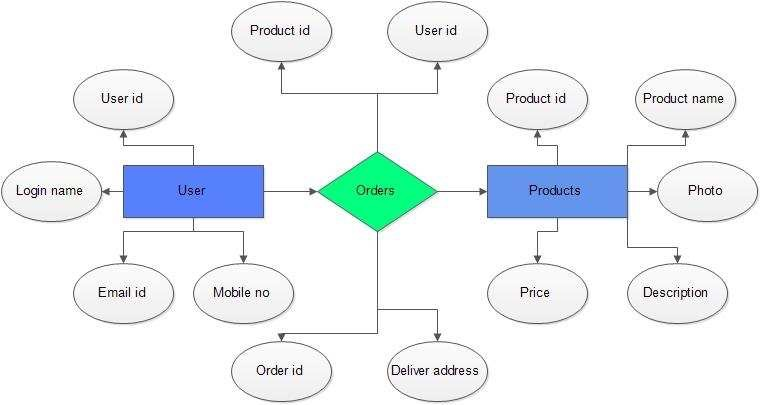 Product id
User id
User id
Product id
Product name
Login name
User
Orders
Products
Photo
Email id
Mobile no
Price
Description
Order id
Deliver address